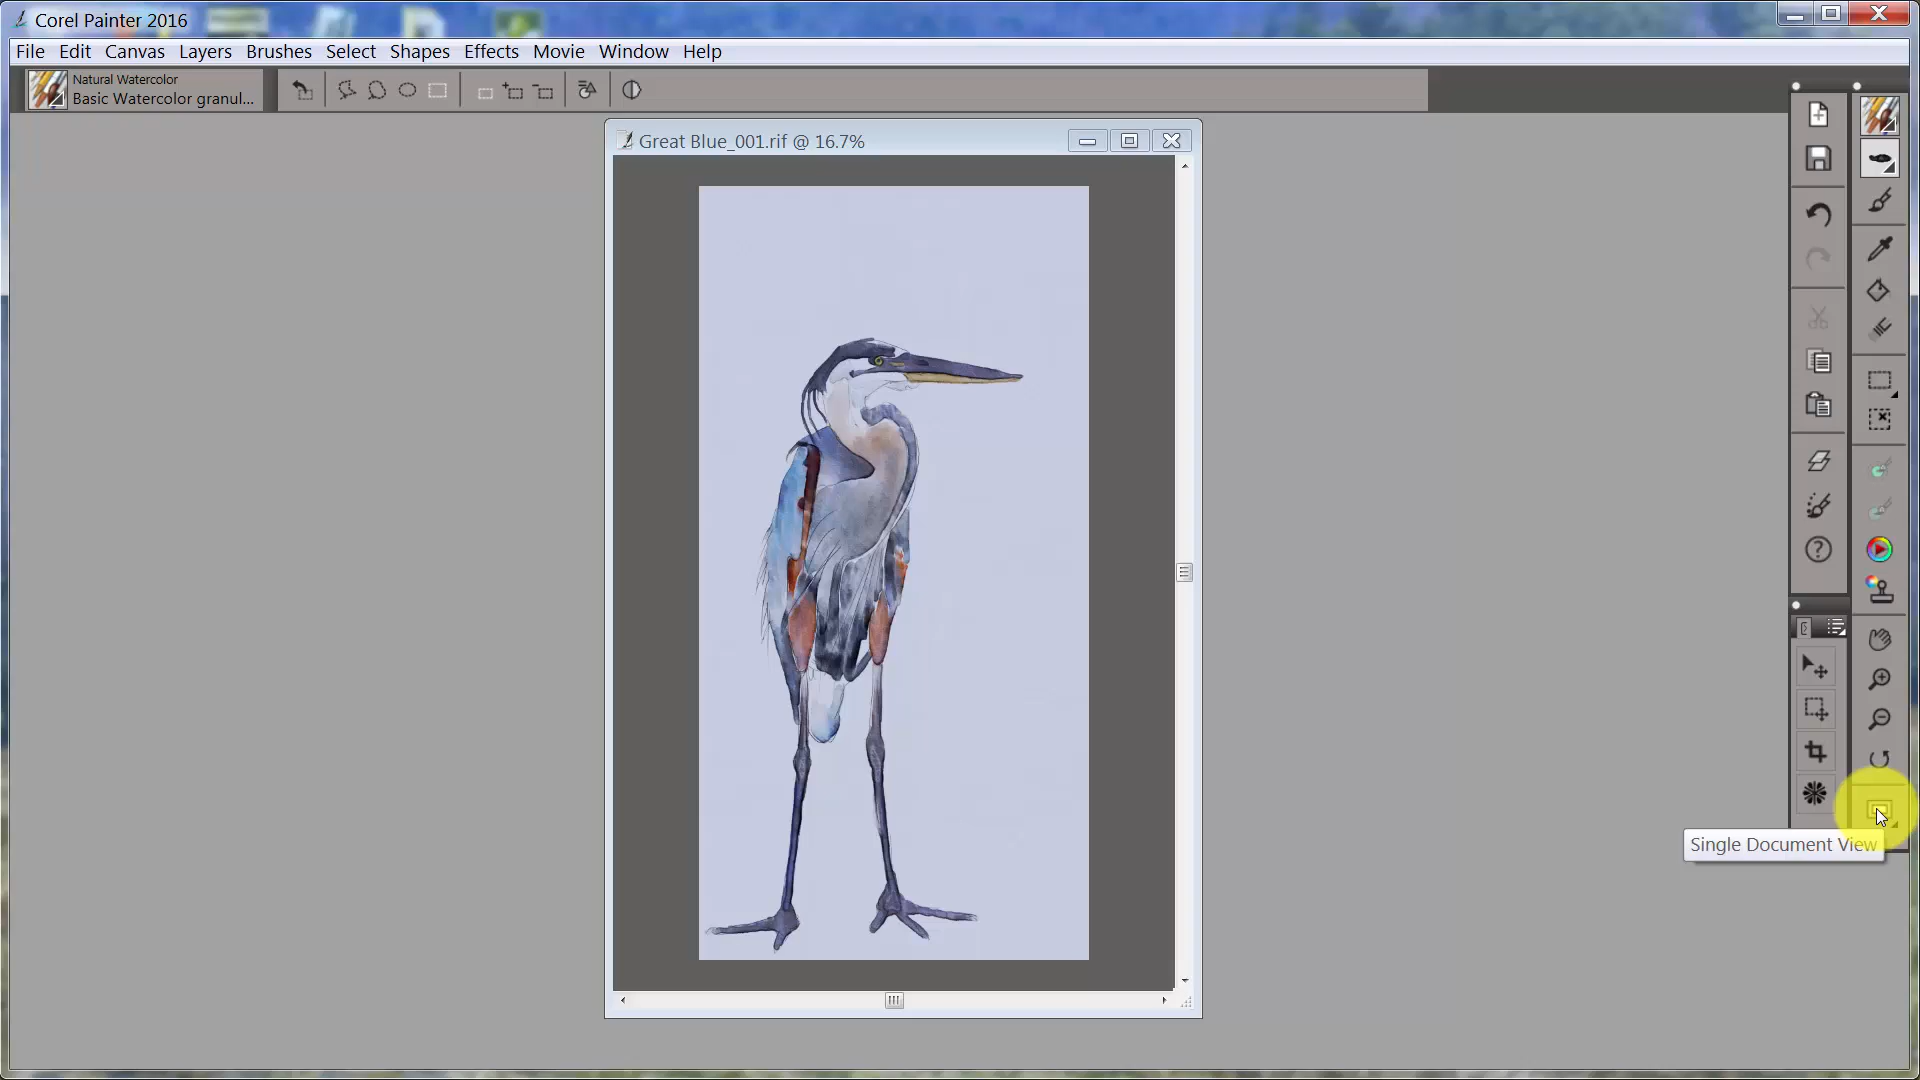 Corel Painter 2016
File Edit Canvas Layers Brushes Select Shapes Effects Movie Window Help
Natural Watercolor
Basic Watercolor granul...
Great Blue_001.rif @ 16.7%
Single Document View